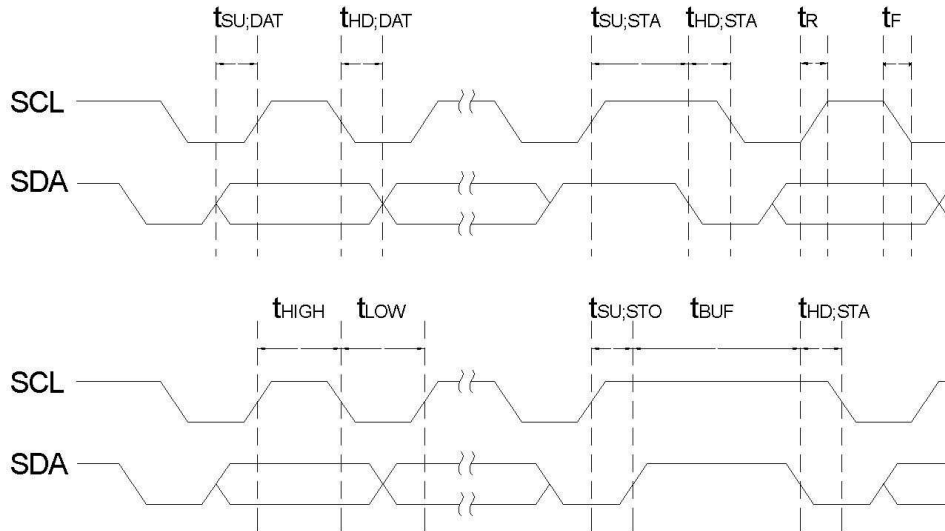 tSU;DAT tHD;DAT tSU;STA tHD;STA tR tF
SCL
SDA
tHIGH tLOW tSU;STO tBUF tHD;STA
SCL
SDA